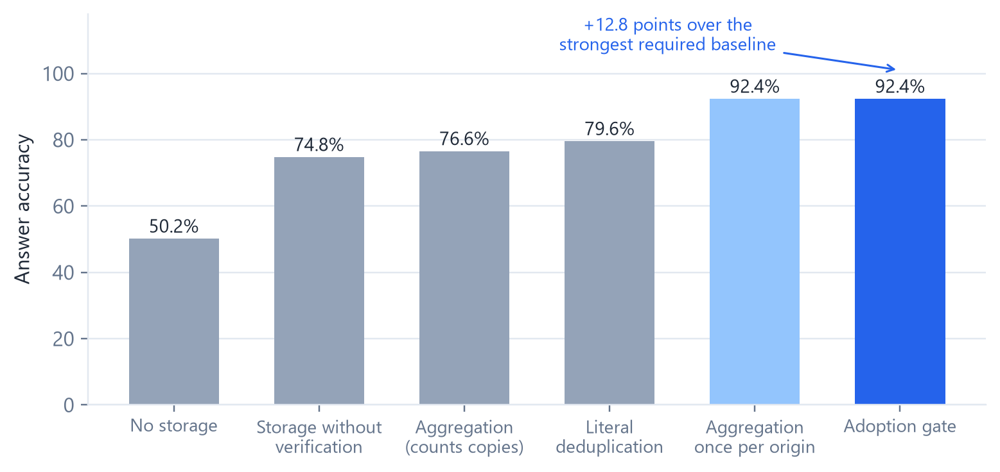 +12.8 points over the
strongest required baseline
Answer accuracy
100
80
60
40
20
0
50.2%
74.8%
76.6%
79.6%
92.4%
92.4%
No storage
Storage without
verification
Aggregation
(counts copies)
Literal
deduplication
Aggregation
once per origin
Adoption gate